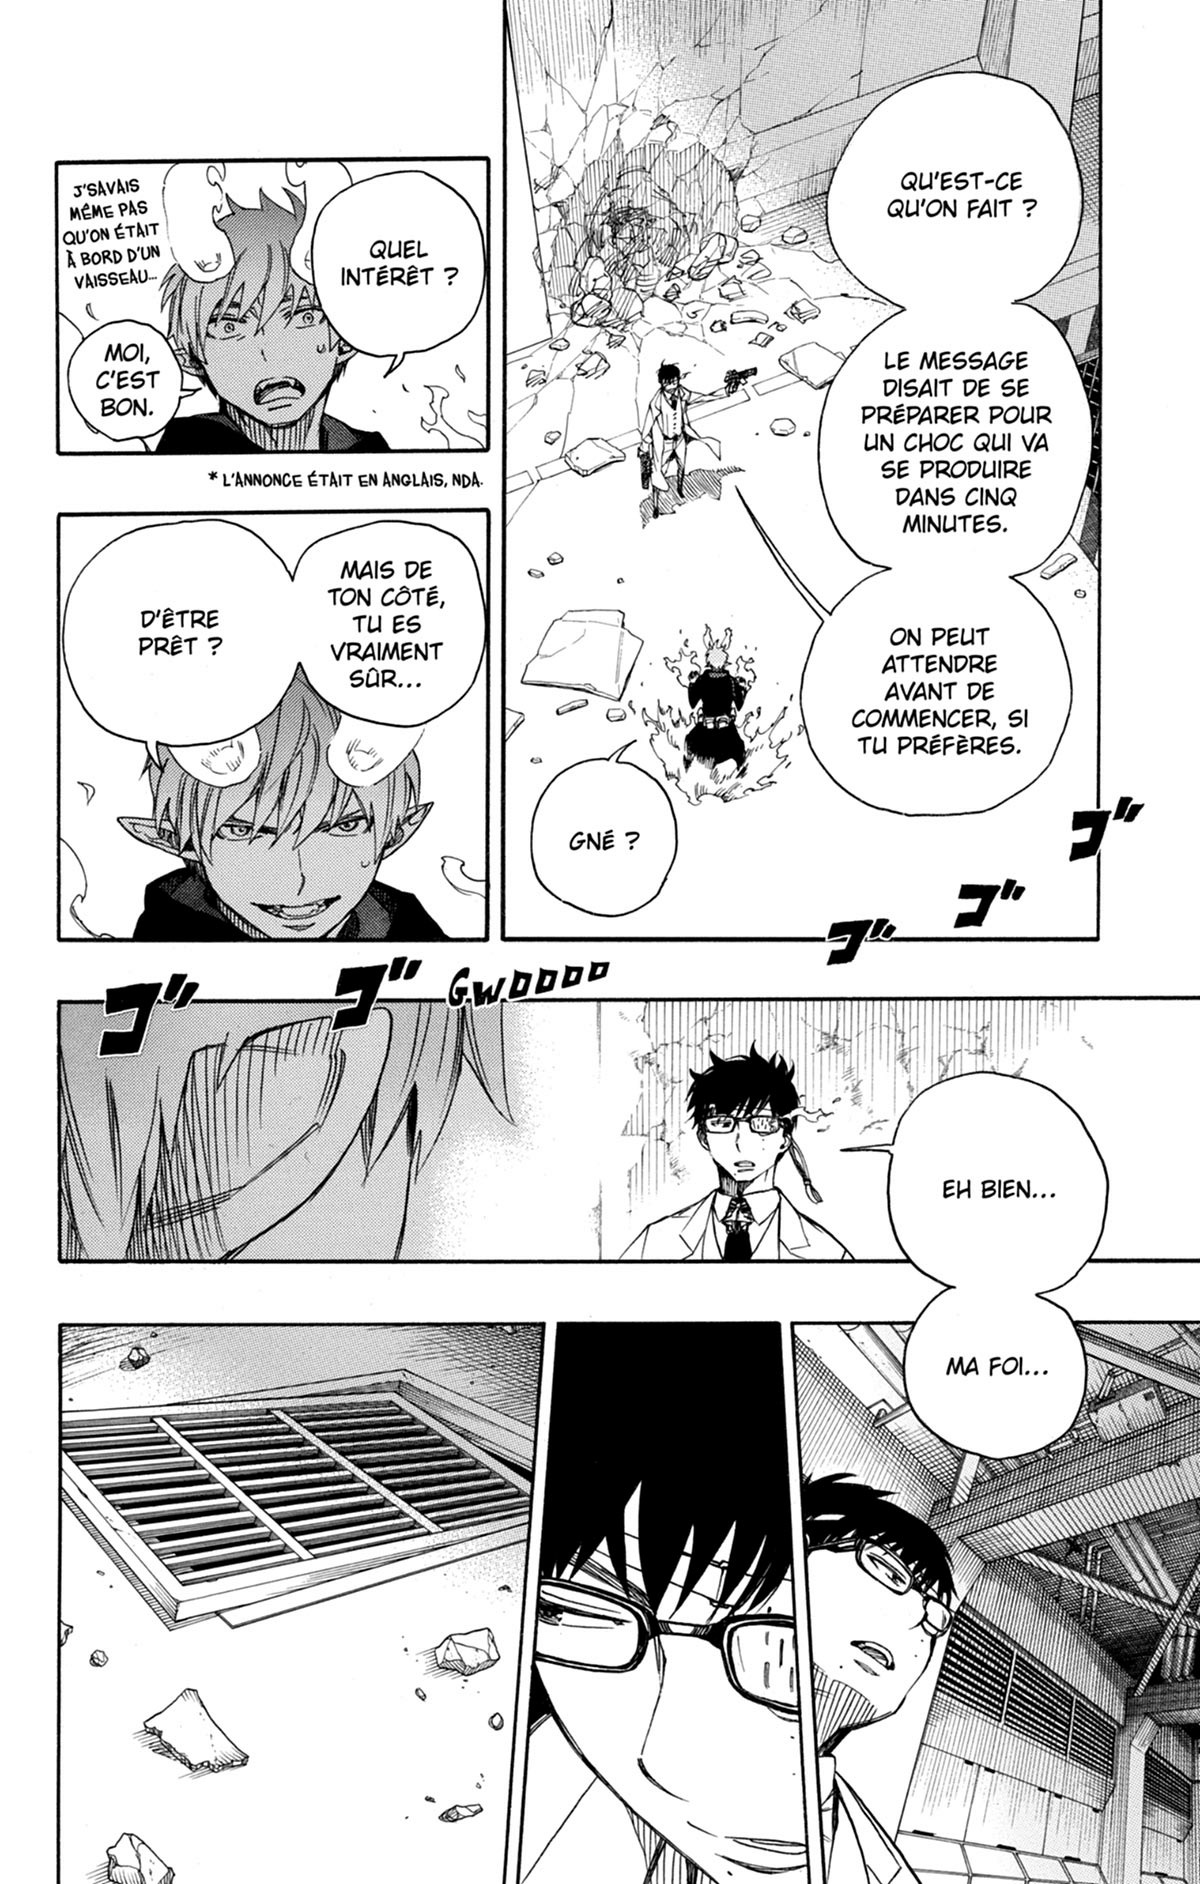 QU'EST-CE
QU'ON FAIT ?
LE MESSAGE
DISAIT DE SE
PRÉPARER POUR
UN CHOC QUI VA
SE PRODUIRE
DANS CINQ
MINUTES.
ON PEUT
ATTENDRE
AVANT DE
COMMENCER, SI
TU PRÉFÈRES.
GNÉ ?
QUEL
INTÉRÊT ?
J'SAVAIS
MÊME PAS
QU'ON ÉTAIT
À BORD D'UN
VAISSEAU...
MOI,
C'EST
BON.
* L'ANNONCE ÉTAIT EN ANGLAIS, NDA.
MAIS DE
TON CÔTÉ,
TU ES
VRAIMENT
SÛR...
D'ÊTRE
PRÊT ?
ゴゴゴゴゴ
GWOOOO
EH BIEN...
MA FOI...